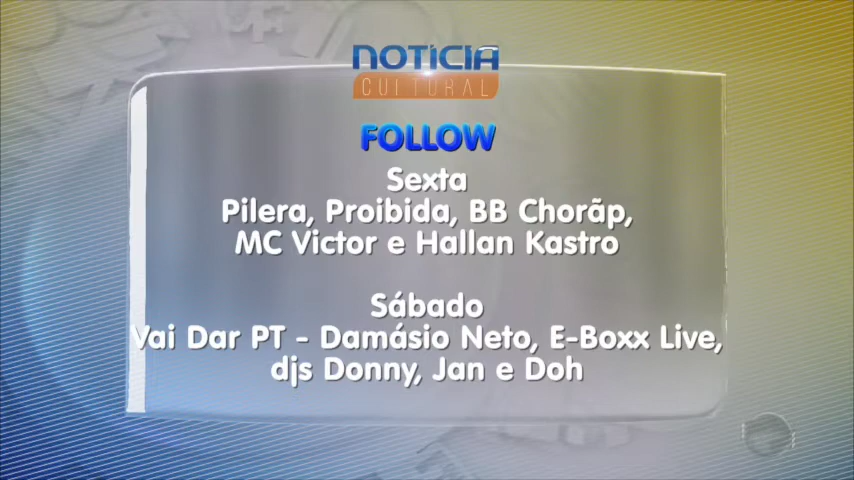 NOTÍCIA
CULTURAL
FOLLOW
Sexta
Pilera, Proibida, BB Chorãp,
MC Victor e Hallan Kastro
Sábado
Vai Dar PT - Damásio Neto, E-Boxx Live,
djs Donny, Jan e Doh